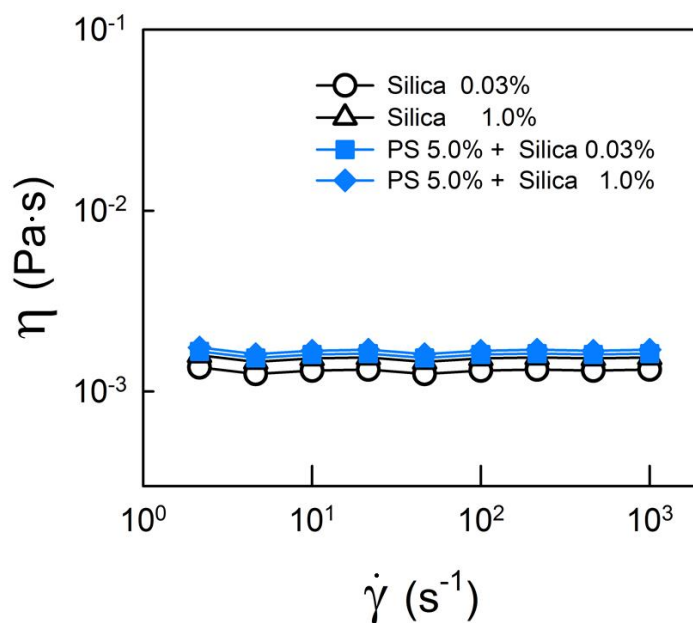 10⁻¹
Silica 0.03%
Silica 1.0%
PS 5.0% + Silica 0.03%
PS 5.0% + Silica 1.0%
10⁻²
η (Pa·s)
10⁻³
10⁰ 10¹ 10² 10³
γ̇ (s⁻¹)